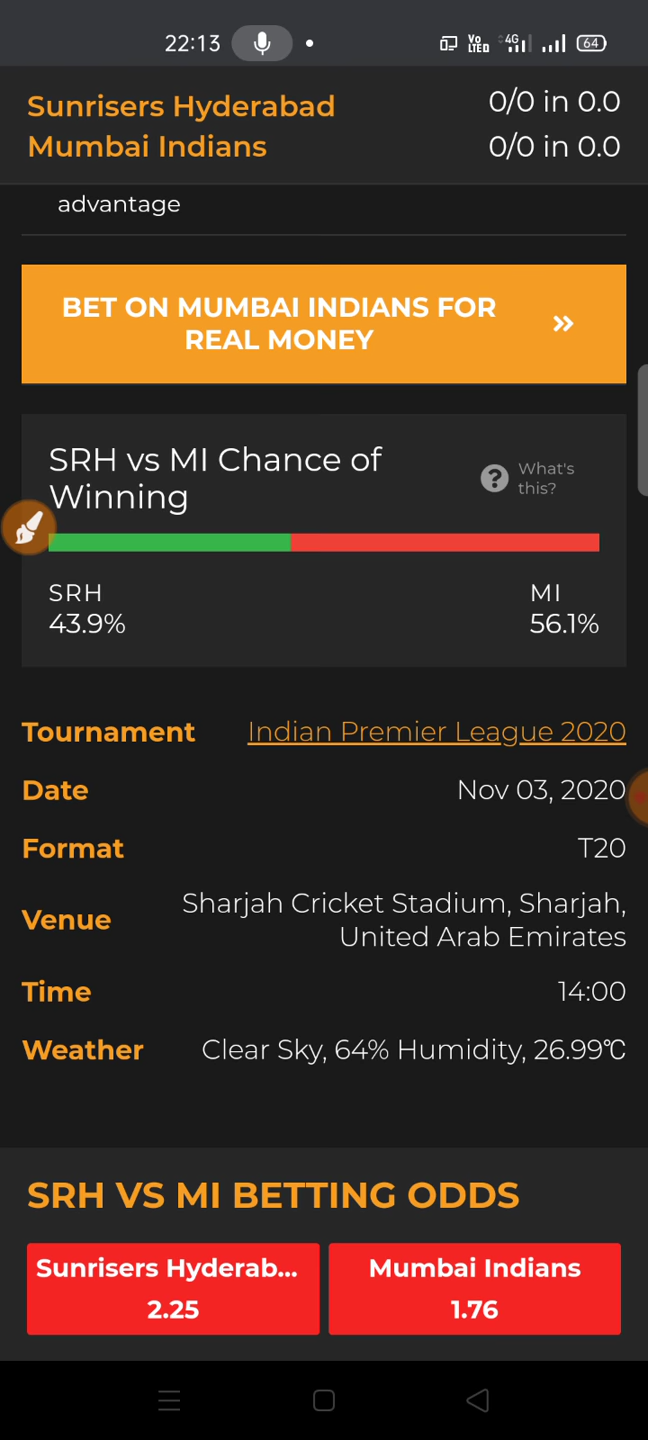 22:13
Vo
LTED
4G
64
Sunrisers Hyderabad 0/0 in 0.0
Mumbai Indians 0/0 in 0.0
advantage
BET ON MUMBAI INDIANS FOR
REAL MONEY »
SRH vs MI Chance of
Winning
? What's
this?
SRH MI
43.9% 56.1%
Tournament Indian Premier League 2020
Date Nov 03, 2020
Format T20
Venue Sharjah Cricket Stadium, Sharjah,
United Arab Emirates
Time 14:00
Weather Clear Sky, 64% Humidity, 26.99℃
SRH VS MI BETTING ODDS
Sunrisers Hyderab... Mumbai Indians
2.25 1.76